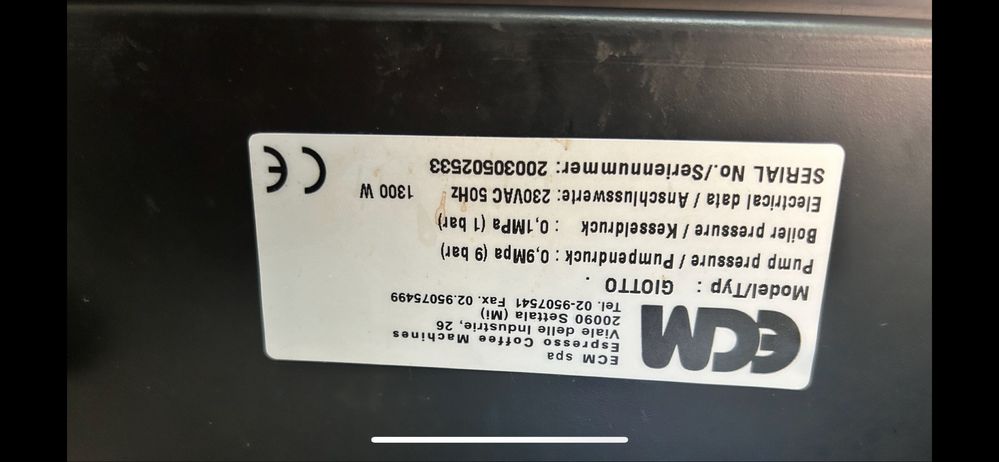 ECM
ECM spa
Espresso Coffee Machines
Viale delle Industrie, 26
20090 Settala (Mi)
Tel. 02-9507541 Fax. 02.95075499
Model/Typ : GIOTTO .
Pump pressure / Pumpendruck : 0,9Mpa (9 bar)
Boiler pressure / Kesseldruck : 0,1MPa (1 bar)
Electrical data / Anschlusswerte: 230VAC 50Hz 1300 W
SERIAL No./Seriennummer: 20030502533
CE